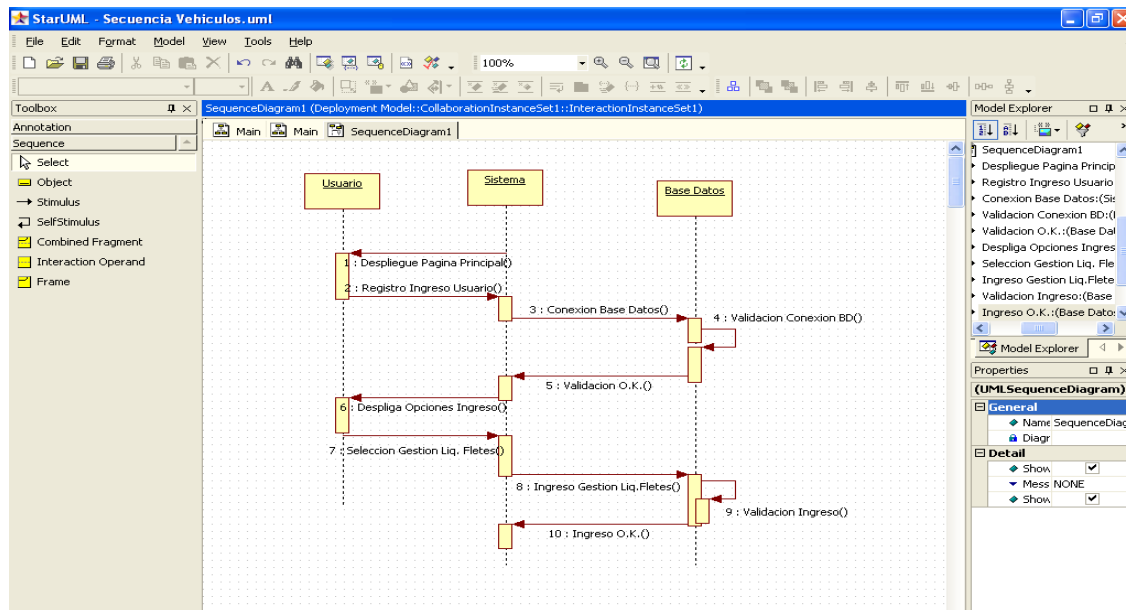 StarUML - Secuencia Vehiculos.uml
File Edit Format Model View Tools Help
100%
Toolbox
Annotation
Sequence
Select
Object
Stimulus
SelfStimulus
Combined Fragment
Interaction Operand
Frame
SequenceDiagram1 (Deployment Model::CollaborationInstanceSet1::InteractionInstanceSet1)
Main Main SequenceDiagram1
Usuario
Sistema
Base Datos
1 : Despliegue Pagina Principal()
2 : Registro Ingreso Usuario()
3 : Conexion Base Datos()
4 : Validacion Conexion BD()
5 : Validacion O.K.()
6 : Despliga Opciones Ingreso()
7 : Seleccion Gestion Liq. Fletes()
8 : Ingreso Gestion Liq.Fletes()
9 : Validacion Ingreso()
10 : Ingreso O.K.()
Model Explorer
SequenceDiagram1
Despliegue Pagina Princip
Registro Ingreso Usuario
Conexion Base Datos:(Sis
Validacion Conexion BD:(
Validacion O.K.:(Base Dat
Despliga Opciones Ingres
Seleccion Gestion Liq. Fle
Ingreso Gestion Liq.Flete
Validacion Ingreso:(Base
Ingreso O.K.:(Base Datos
Model Explorer
Properties
(UMLSequenceDiagram)
General
Name SequenceDiag
Diagr
Detail
Show
Mess NONE
Show